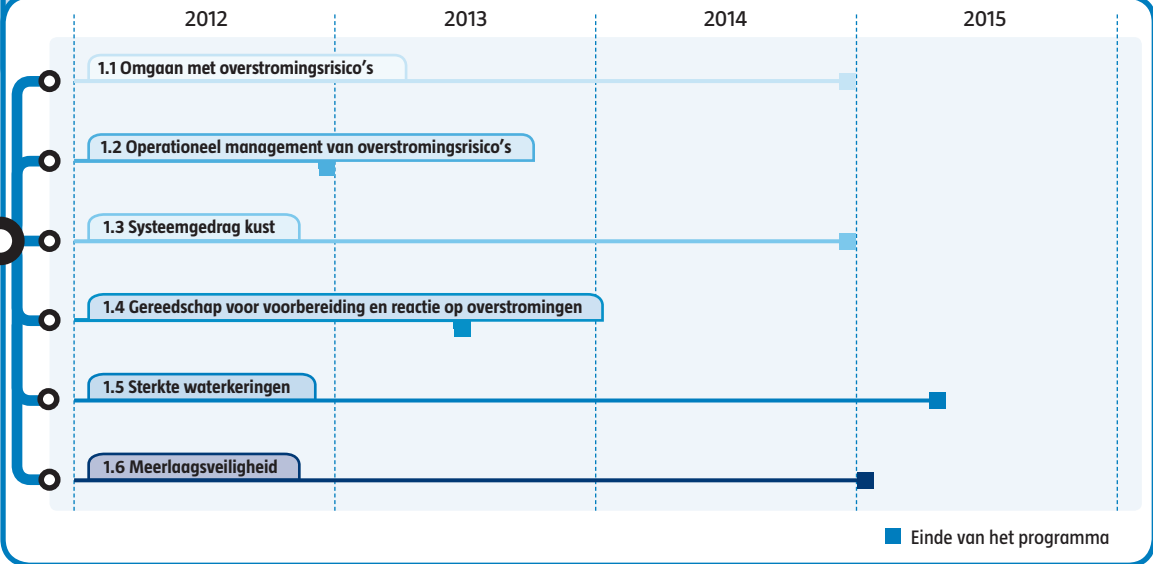 2012 2013 2014 2015
1.1 Omgaan met overstromingsrisico's
1.2 Operationeel management van overstromingsrisico's
1.3 Systeemgedrag kust
1.4 Gereedschap voor voorbereiding en reactie op overstromingen
1.5 Sterkte waterkeringen
1.6 Meerlaagsveiligheid
Einde van het programma